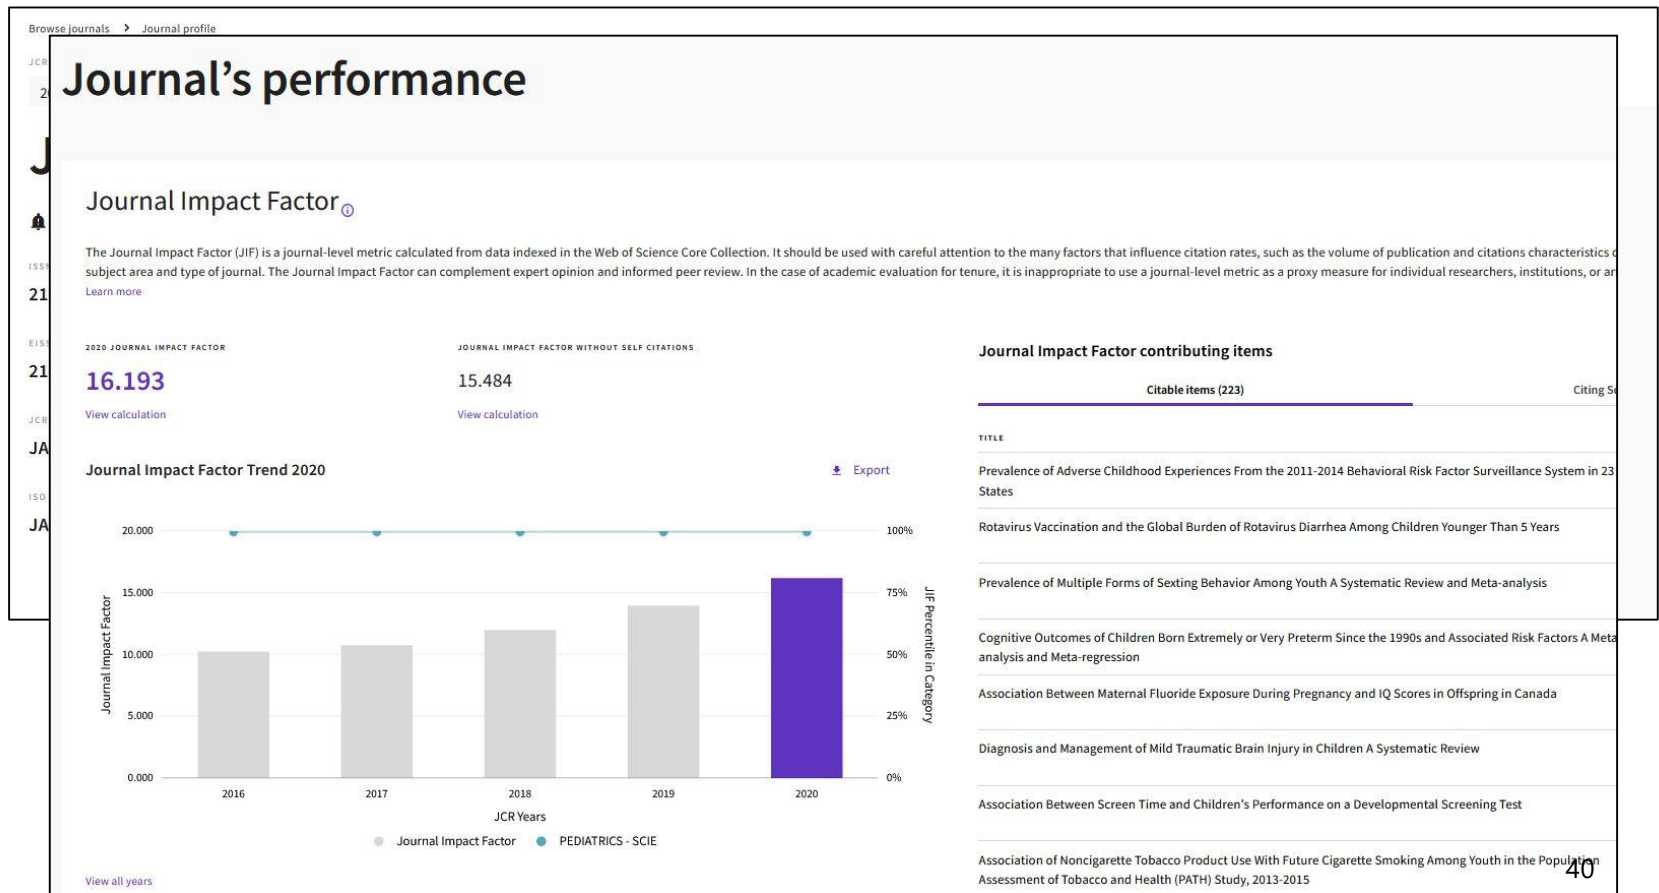 Browse journals > Journal profile
JCR
Journal's performance
Journal Impact Factor
The Journal Impact Factor (JIF) is a journal-level metric calculated from data indexed in the Web of Science Core Collection. It should be used with careful attention to the many factors that influence citation rates, such as the volume of publication and citations characteristics
subject area and type of journal. The Journal Impact Factor can complement expert opinion and informed peer review. In the case of academic evaluation for tenure, it is inappropriate to use a journal-level metric as a proxy measure for individual researchers, institutions, or
Learn more
ISS
21
EISS
21
JCR
JA
ISO
JA
2020 JOURNAL IMPACT FACTOR
16.193
View calculation
JOURNAL IMPACT FACTOR WITHOUT SELF CITATIONS
15.484
View calculation
Journal Impact Factor Trend 2020
Export
20.000
15.000
10.000
5.000
0.000
Journal Impact Factor
100%
75%
50%
25%
0%
JIF Percentile in Category
2016 2017 2018 2019 2020
JCR Years
Journal Impact Factor PEDIATRICS - SCIE
View all years
Journal Impact Factor contributing items
Citable items (223) Citing
TITLE
Prevalence of Adverse Childhood Experiences From the 2011-2014 Behavioral Risk Factor Surveillance System in 23
States
Rotavirus Vaccination and the Global Burden of Rotavirus Diarrhea Among Children Younger Than 5 Years
Prevalence of Multiple Forms of Sexting Behavior Among Youth A Systematic Review and Meta-analysis
Cognitive Outcomes of Children Born Extremely or Very Preterm Since the 1990s and Associated Risk Factors A Meta
analysis and Meta-regression
Association Between Maternal Fluoride Exposure During Pregnancy and IQ Scores in Offspring in Canada
Diagnosis and Management of Mild Traumatic Brain Injury in Children A Systematic Review
Association Between Screen Time and Children's Performance on a Developmental Screening Test
Association of Noncigarette Tobacco Product Use With Future Cigarette Smoking Among Youth in the Population
Assessment of Tobacco and Health (PATH) Study, 2013-2015
40